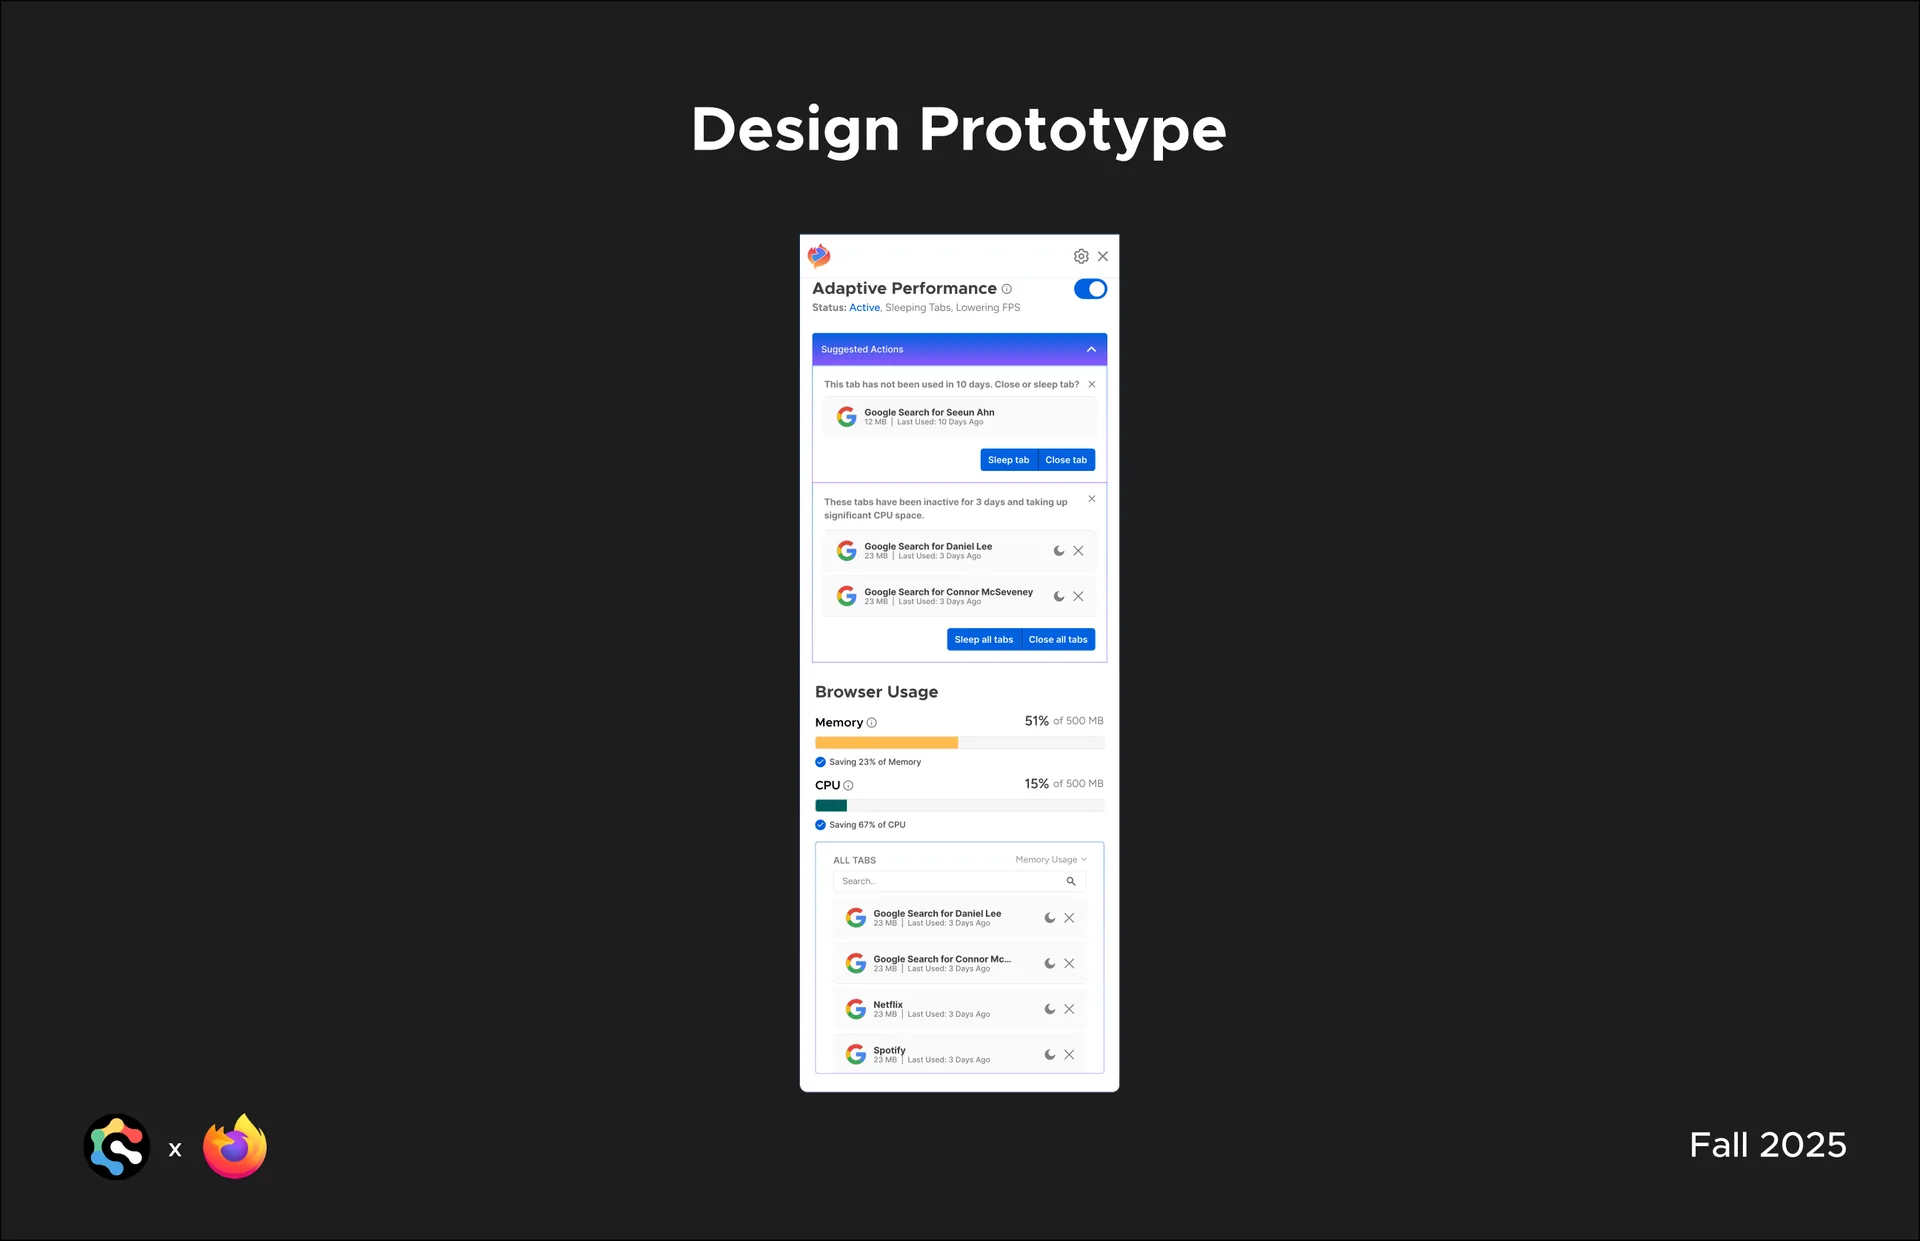 Design Prototype
Adaptive Performance
Status: Active, Sleeping Tabs, Lowering FPS
Suggested Actions
This tab has not been used in 10 days. Close or sleep tab?
Google Search for Seeun Ahn
12 MB | Last Used: 10 Days Ago
Sleep tab Close tab
These tabs have been inactive for 3 days and taking up
significant CPU space.
Google Search for Daniel Lee
23 MB | Last Used: 3 Days Ago
Google Search for Connor McSeveney
23 MB | Last Used: 3 Days Ago
Sleep all tabs Close all tabs
Browser Usage
Memory 51% of 500 MB
Saving 23% of Memory
CPU 15% of 500 MB
Saving 67% of CPU
ALL TABS Memory Usage
Search...
Google Search for Daniel Lee
23 MB | Last Used: 3 Days Ago
Google Search for Connor Mc...
23 MB | Last Used: 3 Days Ago
Netflix
23 MB | Last Used: 3 Days Ago
Spotify
23 MB | Last Used: 3 Days Ago
x
Fall 2025